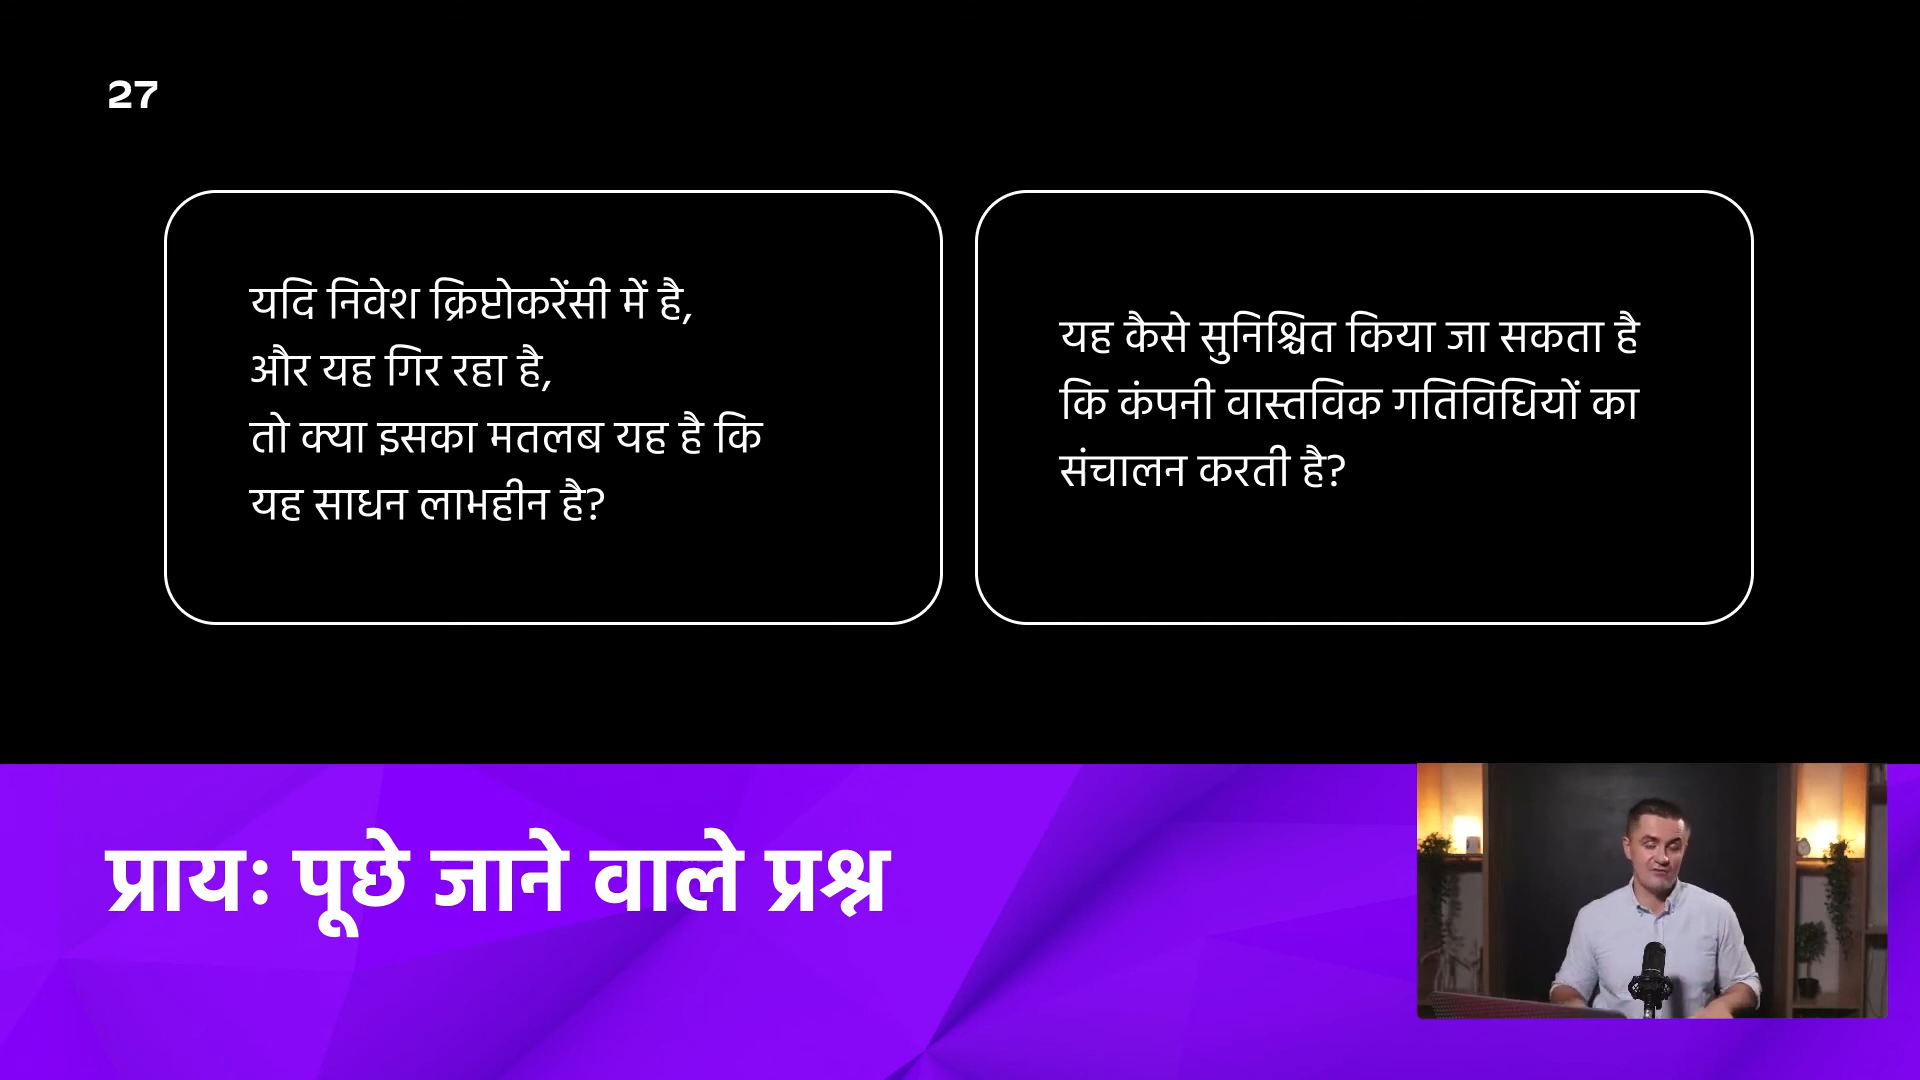 27
यदि निवेश क्रिप्टोकरेंसी में है,
और यह गिर रहा है,
तो क्या इसका मतलब यह है कि
यह साधन लाभहीन है?
यह कैसे सुनिश्चित किया जा सकता है
कि कंपनी वास्तविक गतिविधियों का
संचालन करती है?
प्रायः पूछे जाने वाले प्रश्न